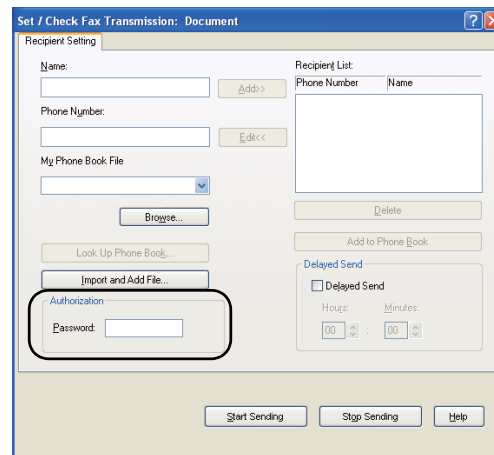 Set / Check Fax Transmission: Document
Recipient Setting
Name:
Add>>
Phone Number:
Edit<<
My Phone Book File
Browse...
Look Up Phone Book...
Import and Add File...
Authorization
Password:
Recipient List:
Phone Number Name
Delete
Add to Phone Book
Delayed Send
Delayed Send
Hours: Minutes:
00 : 00
Start Sending Stop Sending Help